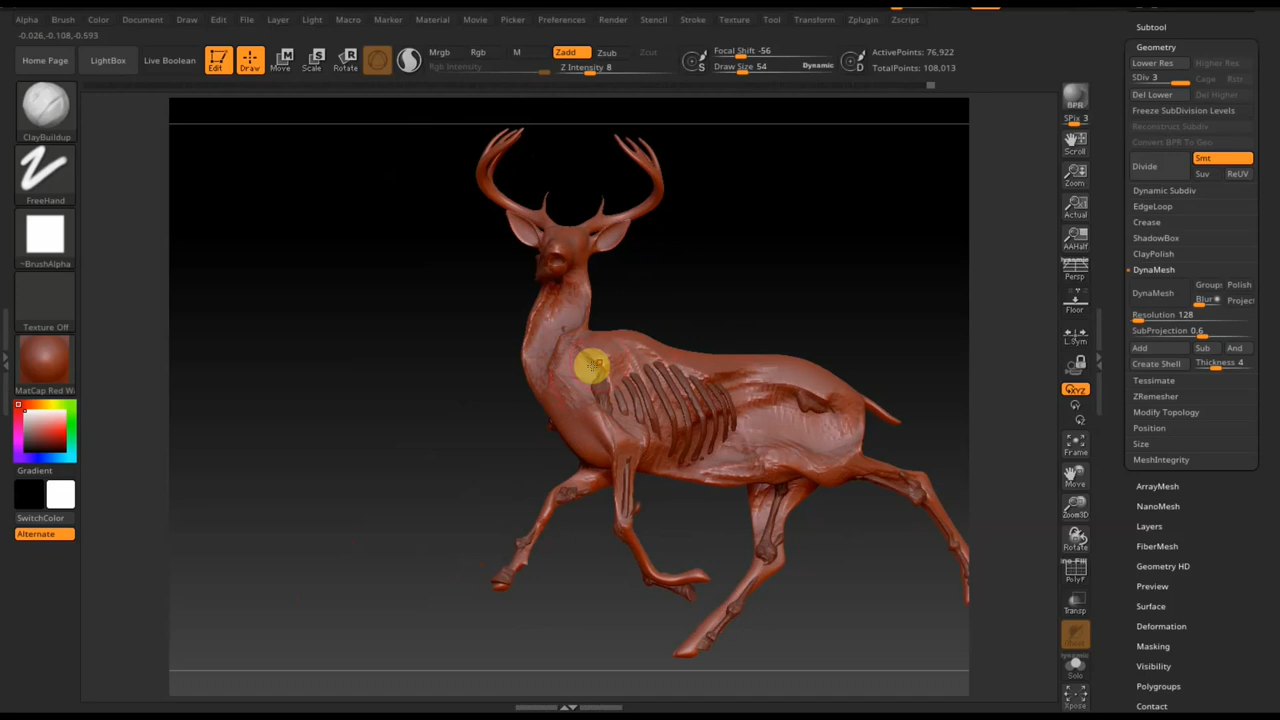 Alpha Brush Color Document Draw Edit File Layer Light Macro Marker Material Movie Picker Preferences Render Stencil Stroke Texture Tool Transform Zplugin Zscript
-0.026,-0.108,-0.593
Home Page LightBox Live Boolean Edit Draw Move Scale Rotate
Mrgb Rgb M Zadd Zsub Zcut
Rgb Intensity Z Intensity 8
Focal Shift -56
Draw Size 54 Dynamic
S D
ActivePoints: 76,922
TotalPoints: 108,013
ClayBuildup
FreeHand
~BrushAlpha
Texture Off
MatCap Red W
Gradient
SwitchColor
Alternate
BPR
SPix 3
Scroll
Zoom
Actual
AAHalf
Dynamic
Persp
Floor
L.Sym
XYZ
Frame
Move
Zoom3D
Rotate
PolyF
Transp
Dynamic
Solo
Xpose
Subtool
Geometry
Lower Res Higher Res
SDiv 3 Cage Rstr
Del Lower Del Higher
Freeze SubDivision Levels
Reconstruct Subdiv
Convert BPR To Geo
Divide Smt
Suv ReUV
Dynamic Subdiv
EdgeLoop
Crease
ShadowBox
ClayPolish
DynaMesh
DynaMesh Group: Polish
Blur Project
Resolution 128
SubProjection 0.6
Add Sub And
Create Shell Thickness 4
Tessimate
ZRemesher
Modify Topology
Position
Size
MeshIntegrity
ArrayMesh
NanoMesh
Layers
FiberMesh
Geometry HD
Preview
Surface
Deformation
Masking
Visibility
Polygroups
Contact